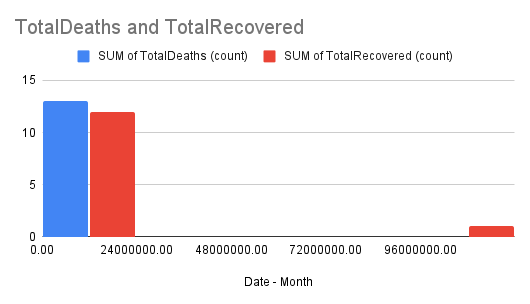 TotalDeaths and TotalRecovered
SUM of TotalDeaths (count) SUM of TotalRecovered (count)
15
10
5
0
0.00 24000000.00 48000000.00 72000000.00 96000000.00
Date - Month